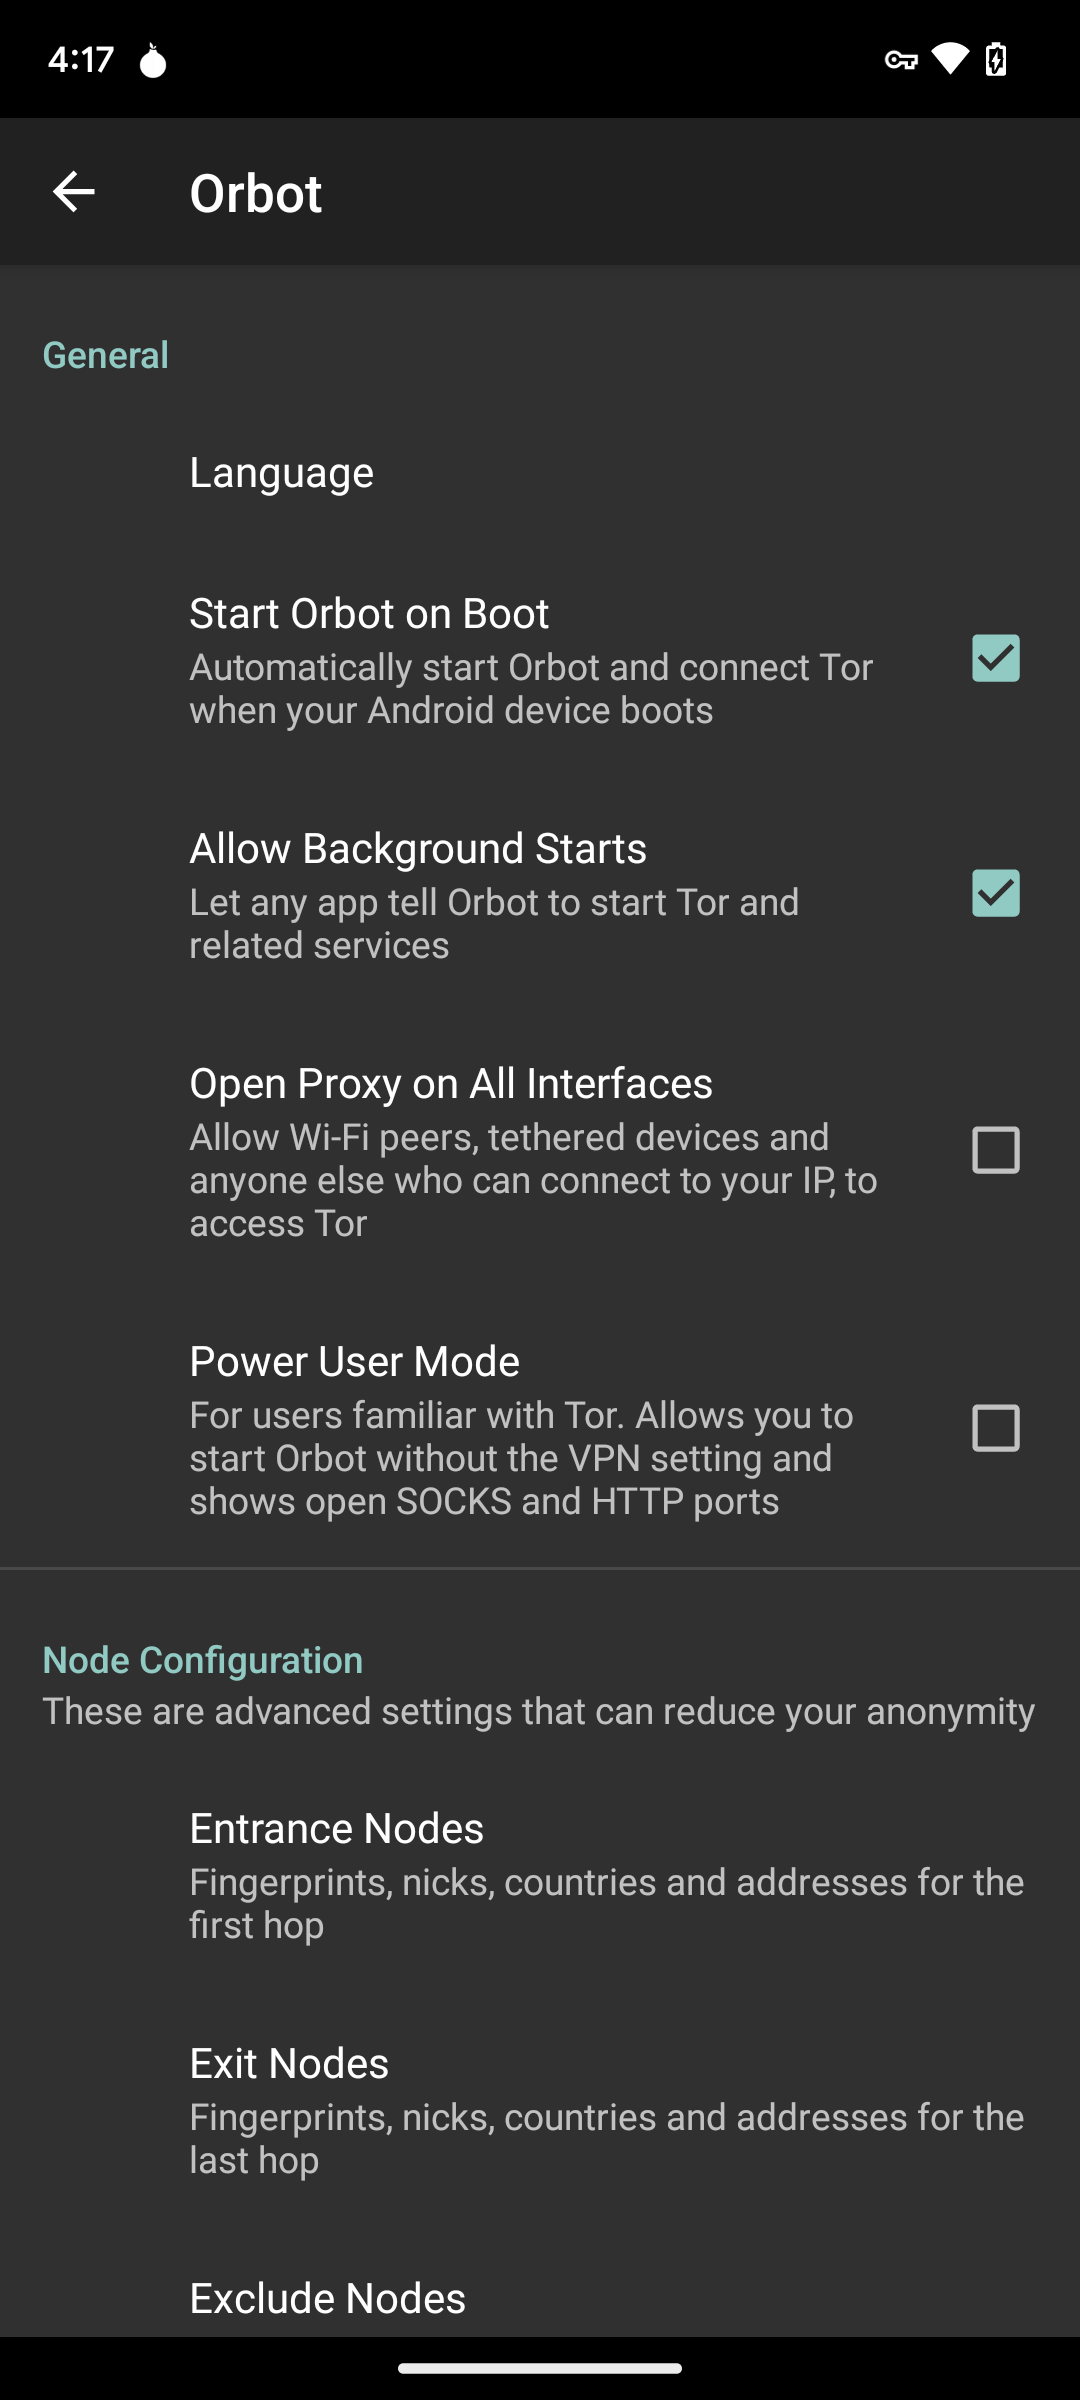 4:17
Orbot
General
Language
Start Orbot on Boot
Automatically start Orbot and connect Tor
when your Android device boots
Allow Background Starts
Let any app tell Orbot to start Tor and
related services
Open Proxy on All Interfaces
Allow Wi-Fi peers, tethered devices and
anyone else who can connect to your IP, to
access Tor
Power User Mode
For users familiar with Tor. Allows you to
start Orbot without the VPN setting and
shows open SOCKS and HTTP ports
Node Configuration
These are advanced settings that can reduce your anonymity
Entrance Nodes
Fingerprints, nicks, countries and addresses for the
first hop
Exit Nodes
Fingerprints, nicks, countries and addresses for the
last hop
Exclude Nodes